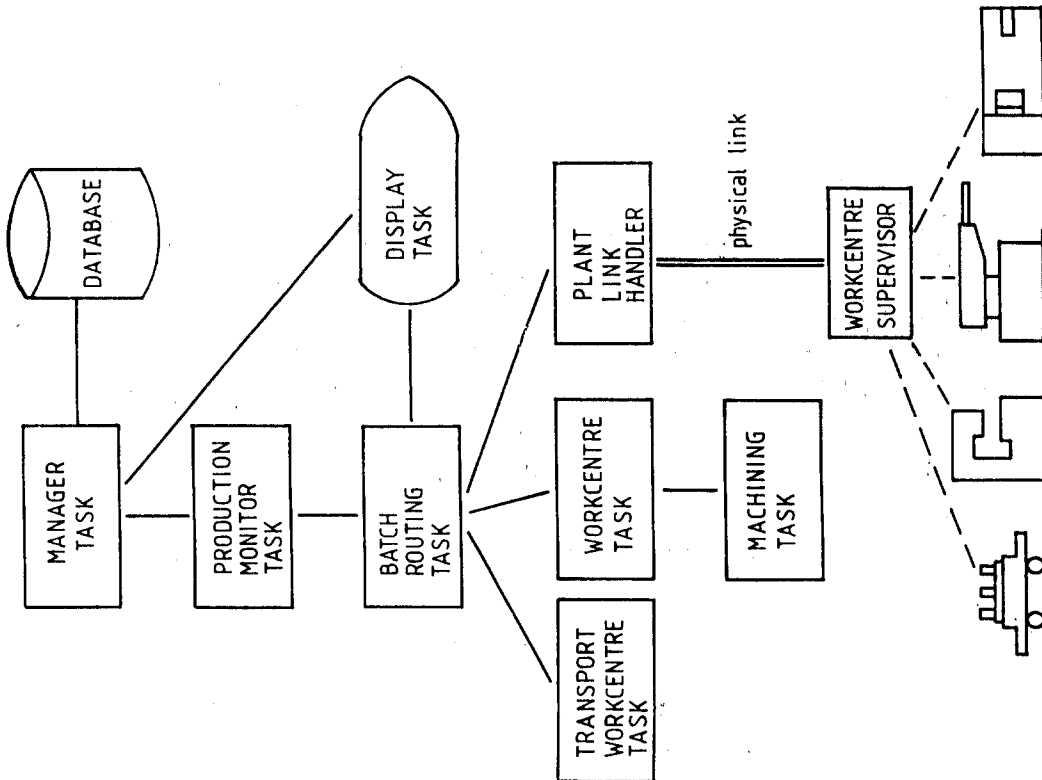 MANAGER
TASK
DATABASE
PRODUCTION
MONITOR
TASK
BATCH
ROUTING
TASK
DISPLAY
TASK
TRANSPORT
WORKCENTRE
TASK
WORKCENTRE
TASK
PLANT
LINK
HANDLER
MACHINING
TASK
physical link
WORKCENTRE
SUPERVISOR